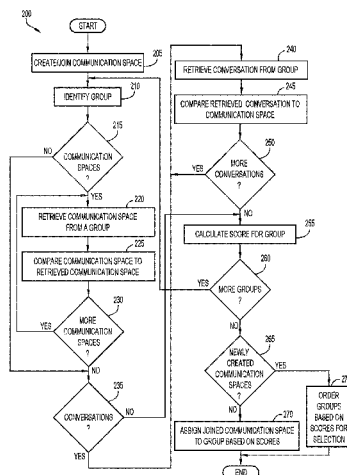 200
START
CREATE/JOIN COMMUNICATION SPACE
205
IDENTIFY GROUP
210
215
COMMUNICATION
SPACES
?
NO
YES
220
RETRIEVE COMMUNICATION SPACE
FROM A GROUP
225
COMPARE COMMUNICATION SPACE TO
RETRIEVED COMMUNICATION SPACE
230
MORE
COMMUNICATION
SPACES
?
YES
NO
235
CONVERSATIONS
?
NO
YES
240
RETRIEVE CONVERSATION FROM GROUP
245
COMPARE RETRIEVED CONVERSATION TO
COMMUNICATION SPACE
250
MORE
CONVERSATIONS
?
YES
NO
255
CALCULATE SCORE FOR GROUP
260
MORE GROUPS
?
YES
NO
265
NEWLY
CREATED
COMMUNICATION
SPACES
?
YES
NO
270
ASSIGN JOINED COMMUNICATION SPACE
TO GROUP BASED ON SCORES
ORDER
GROUPS
BASED ON
SCORES FOR
SELECTION
END